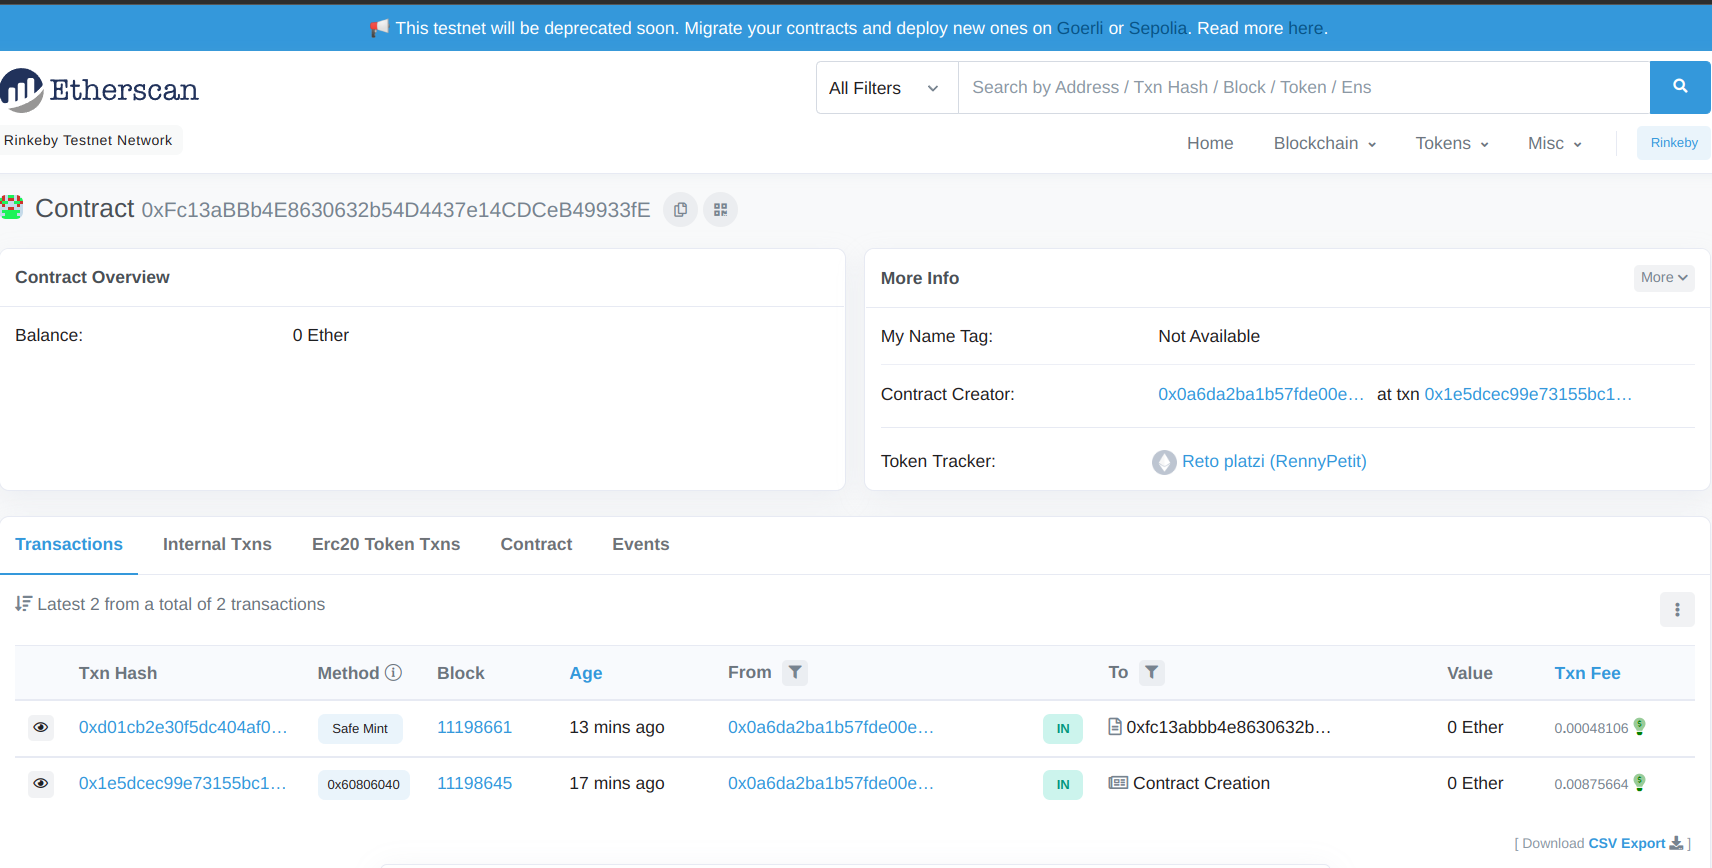 This testnet will be deprecated soon. Migrate your contracts and deploy new ones on Goerli or Sepolia. Read more here.
Etherscan
All Filters
Search by Address / Txn Hash / Block / Token / Ens
Rinkeby Testnet Network
Home Blockchain Tokens Misc Rinkeby
Contract 0xFc13aBBb4E8630632b54D4437e14CDCeB49933fE
Contract Overview
Balance: 0 Ether
More Info More
My Name Tag: Not Available
Contract Creator: 0x0a6da2ba1b57fde00e... at txn 0x1e5dcec99e73155bc1...
Token Tracker: Reto platzi (RennyPetit)
Transactions Internal Txns Erc20 Token Txns Contract Events
Latest 2 from a total of 2 transactions
Txn Hash Method Block Age From To Value Txn Fee
0xd01cb2e30f5dc404af0... Safe Mint 11198661 13 mins ago 0x0a6da2ba1b57fde00e... IN 0xfc13abbb4e8630632b... 0 Ether 0.00048106
0x1e5dcec99e73155bc1... 0x60806040 11198645 17 mins ago 0x0a6da2ba1b57fde00e... IN Contract Creation 0 Ether 0.00875664
[ Download CSV Export ]